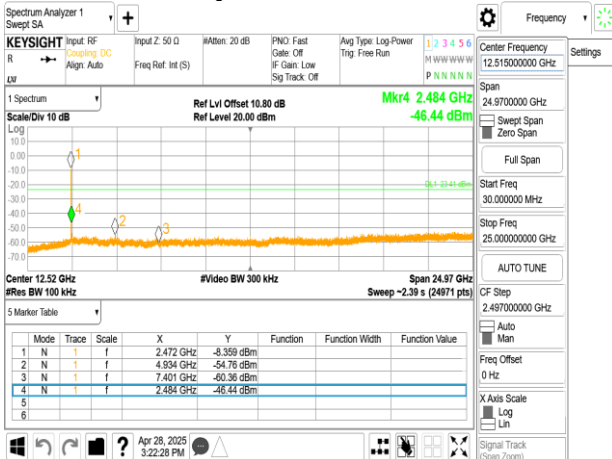 Spectrum Analyzer 1
Swept SA
Frequency
KEYSIGHT
R
LXI
Input: RF
Coupling: DC
Align: Auto
Input Z: 50 Ω
Freq Ref: Int (S)
#Atten: 20 dB
PNO: Fast
Gate: Off
IF Gain: Low
Sig Track: Off
Avg Type: Log-Power
Trig: Free Run
1 2 3 4 5 6
M W W W W W
P N N N N N
1 Spectrum
Scale/Div 10 dB
Ref Lvl Offset 10.80 dB
Ref Level 20.00 dBm
Mkr4 2.484 GHz
-46.44 dBm
Log
10.0
0.00
-10.0
-20.0
-30.0
-40.0
-50.0
-60.0
-70.0
1
4
2
3
DL1 -23.41 dBm
Center 12.52 GHz
#Video BW 300 kHz
Span 24.97 GHz
#Res BW 100 kHz
Sweep ~2.39 s (24971 pts)
5 Marker Table
Mode Trace Scale X Y Function Function Width Function Value
1 N 1 f 2.472 GHz -8.359 dBm
2 N 1 f 4.934 GHz -54.76 dBm
3 N 1 f 7.401 GHz -60.36 dBm
4 N 1 f 2.484 GHz -46.44 dBm
5
6
?
Apr 28, 2025
3:22:28 PM
Center Frequency
12.515000000 GHz
Settings
Span
24.9700000 GHz
Swept Span
Zero Span
Full Span
Start Freq
30.000000 MHz
Stop Freq
25.000000000 GHz
AUTO TUNE
CF Step
2.497000000 GHz
Auto
Man
Freq Offset
0 Hz
X Axis Scale
Log
Lin
Signal Track
(Span Zoom)